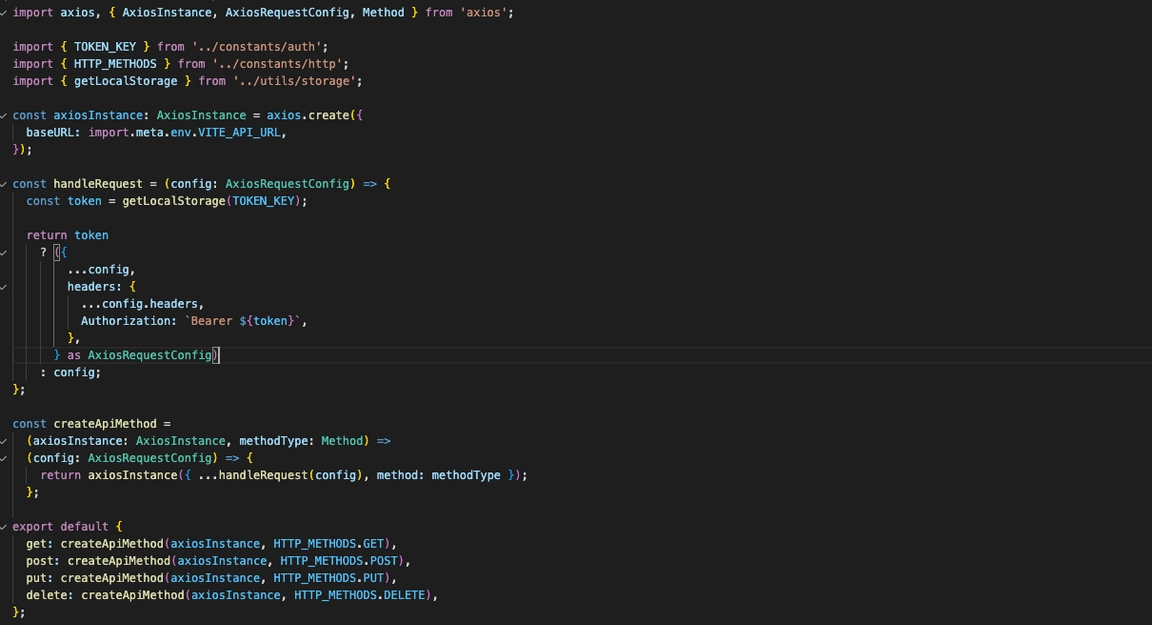 import axios, { AxiosInstance, AxiosRequestConfig, Method } from 'axios';
import { TOKEN_KEY } from '../constants/auth';
import { HTTP_METHODS } from '../constants/http';
import { getLocalStorage } from '../utils/storage';
const axiosInstance: AxiosInstance = axios.create({
  baseURL: import.meta.env.VITE_API_URL,
});
const handleRequest = (config: AxiosRequestConfig) => {
  const token = getLocalStorage(TOKEN_KEY);
  return token
    ? ({
        ...config,
        headers: {
          ...config.headers,
          Authorization: `Bearer ${token}`,
        },
      } as AxiosRequestConfig)
    : config;
};
const createApiMethod =
  (axiosInstance: AxiosInstance, methodType: Method) =>
  (config: AxiosRequestConfig) => {
    return axiosInstance({ ...handleRequest(config), method: methodType });
  };
export default {
  get: createApiMethod(axiosInstance, HTTP_METHODS.GET),
  post: createApiMethod(axiosInstance, HTTP_METHODS.POST),
  put: createApiMethod(axiosInstance, HTTP_METHODS.PUT),
  delete: createApiMethod(axiosInstance, HTTP_METHODS.DELETE),
};